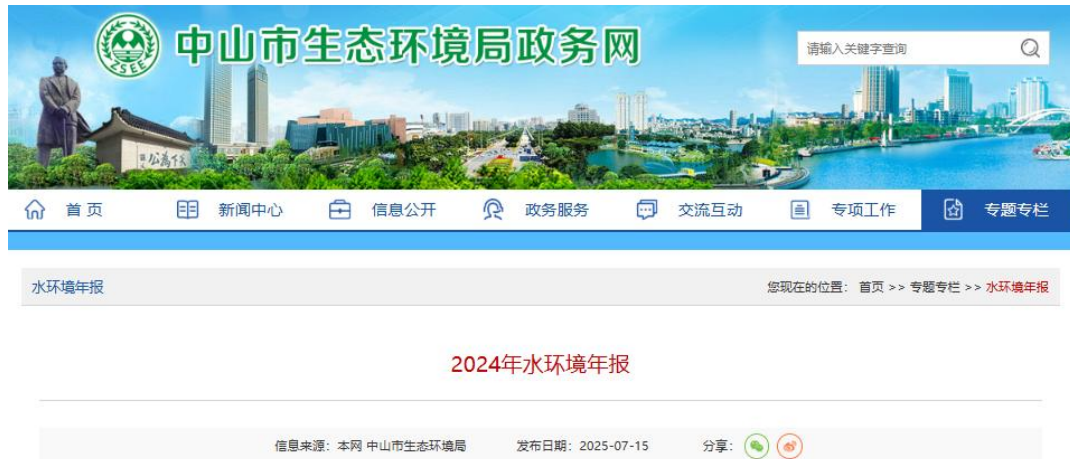 ZSEE
中山市生态环境局政务网
请输入关键字查询
首 页 新闻中心 信息公开 政务服务 交流互动 专项工作 专题专栏
水环境年报 您现在的位置： 首页 >> 专题专栏 >> 水环境年报
2024年水环境年报
信息来源：本网 中山市生态环境局 发布日期：2025-07-15 分享：